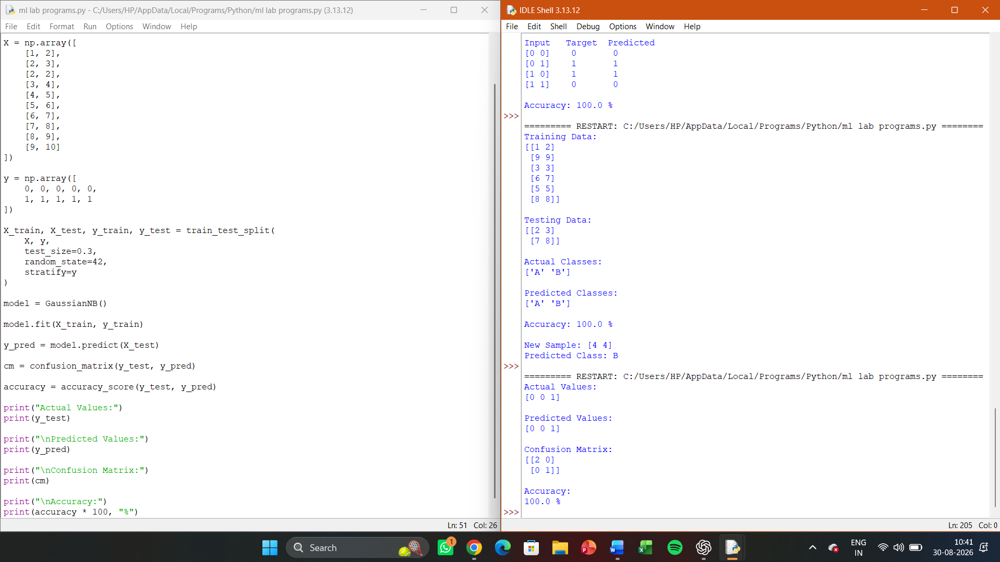 ml lab programs.py - C:/Users/HP/AppData/Local/Programs/Python/ml lab programs.py (3.13.12)
File Edit Format Run Options Window Help
X = np.array([
    [1, 2],
    [2, 3],
    [2, 2],
    [3, 4],
    [4, 5],
    [5, 6],
    [6, 7],
    [7, 8],
    [8, 9],
    [9, 10]
])

y = np.array([
    0, 0, 0, 0, 0,
    1, 1, 1, 1, 1
])

X_train, X_test, y_train, y_test = train_test_split(
    X, y,
    test_size=0.3,
    random_state=42,
    stratify=y
)

model = GaussianNB()

model.fit(X_train, y_train)

y_pred = model.predict(X_test)

cm = confusion_matrix(y_test, y_pred)

accuracy = accuracy_score(y_test, y_pred)

print("Actual Values:")
print(y_test)

print("\nPredicted Values:")
print(y_pred)

print("\nConfusion Matrix:")
print(cm)

print("\nAccuracy:")
print(accuracy * 100, "%")
Ln: 51 Col: 26
IDLE Shell 3.13.12
File Edit Shell Debug Options Window Help
Input   Target  Predicted
[0 0]    0       0
[0 1]    1       1
[1 0]    1       1
[1 1]    0       0

Accuracy: 100.0 %
>>>
========= RESTART: C:/Users/HP/AppData/Local/Programs/Python/ml lab programs.py ========
Training Data:
[[1 2]
 [9 9]
 [3 3]
 [6 7]
 [5 5]
 [8 8]]

Testing Data:
[[2 3]
 [7 8]]

Actual Classes:
['A' 'B']

Predicted Classes:
['A' 'B']

Accuracy: 100.0 %

New Sample: [4 4]
Predicted Class: B
>>>
========= RESTART: C:/Users/HP/AppData/Local/Programs/Python/ml lab programs.py ========
Actual Values:
[0 0 1]

Predicted Values:
[0 0 1]

Confusion Matrix:
[[2 0]
 [0 1]]

Accuracy:
100.0 %
>>>
Ln: 205 Col: 0
Search
1
ENG
IN
10:41
30-08-2026